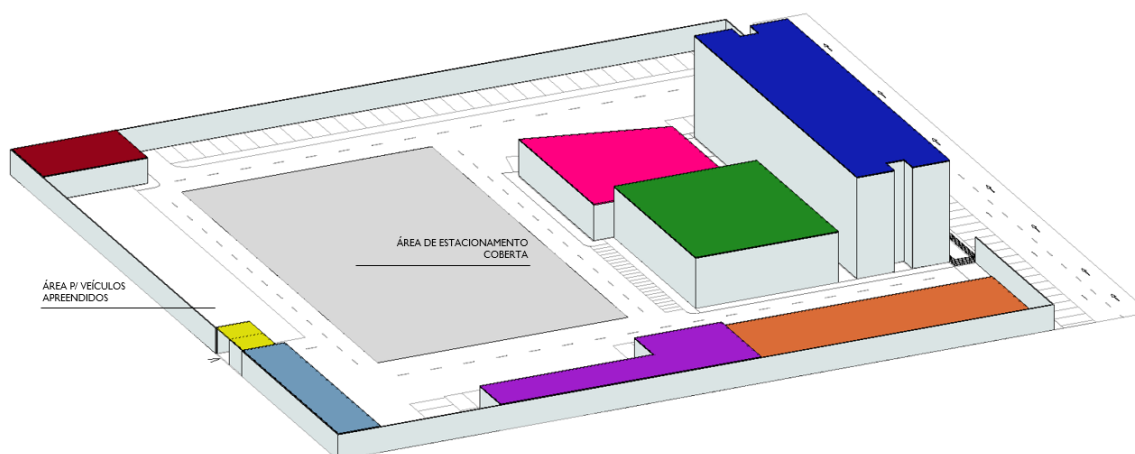 ÁREA DE ESTACIONAMENTO
COBERTA
ÁREA P/ VEÍCULOS
APREENDIDOS